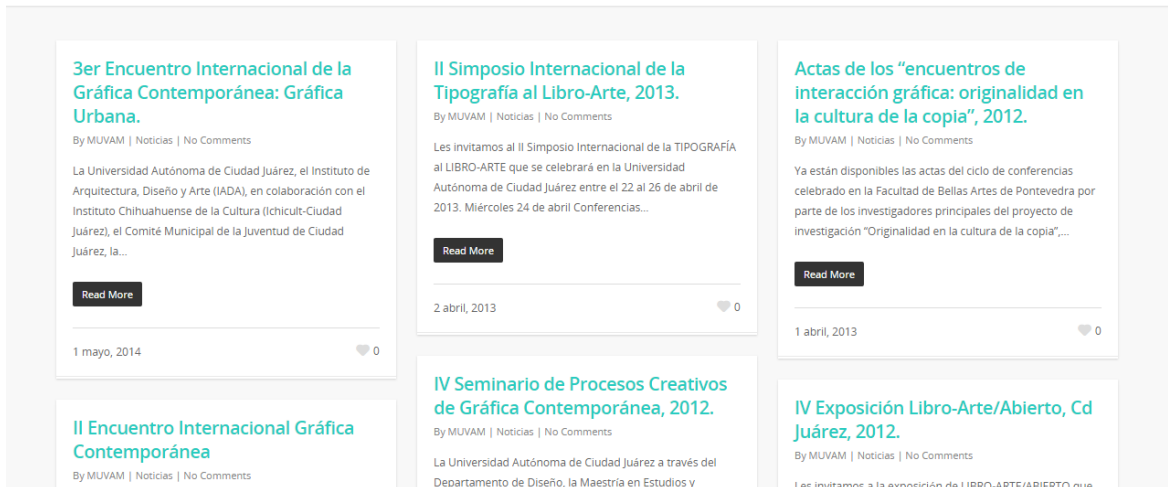 3er Encuentro Internacional de la
Gráfica Contemporánea: Gráfica
Urbana.
By MUVAM | Noticias | No Comments
La Universidad Autónoma de Ciudad Juárez, el Instituto de
Arquitectura, Diseño y Arte (IADA), en colaboración con el
Instituto Chihuahuense de la Cultura (Ichicult-Ciudad
Juárez), el Comité Municipal de la Juventud de Ciudad
Juárez, la...
Read More
1 mayo, 2014
0
II Encuentro Internacional Gráfica
Contemporánea
By MUVAM | Noticias | No Comments
II Simposio Internacional de la
Tipografía al Libro-Arte, 2013.
By MUVAM | Noticias | No Comments
Les invitamos al II Simposio Internacional de la TIPOGRAFÍA
al LIBRO-ARTE que se celebrará en la Universidad
Autónoma de Ciudad Juárez entre el 22 al 26 de abril de
2013. Miércoles 24 de abril Conferencias...
Read More
2 abril, 2013
0
IV Seminario de Procesos Creativos
de Gráfica Contemporánea, 2012.
By MUVAM | Noticias | No Comments
La Universidad Autónoma de Ciudad Juárez a través del
Departamento de Diseño, la Maestría en Estudios y
Actas de los “encuentros de
interacción gráfica: originalidad en
la cultura de la copia”, 2012.
By MUVAM | Noticias | No Comments
Ya están disponibles las actas del ciclo de conferencias
celebrado en la Facultad de Bellas Artes de Pontevedra por
parte de los investigadores principales del proyecto de
investigación “Originalidad en la cultura de la copia”,...
Read More
1 abril, 2013
0
IV Exposición Libro-Arte/Abierto, Cd
Juárez, 2012.
By MUVAM | Noticias | No Comments
Les invitamos a la exposición de LIBRO-ARTE/ABIERTO que